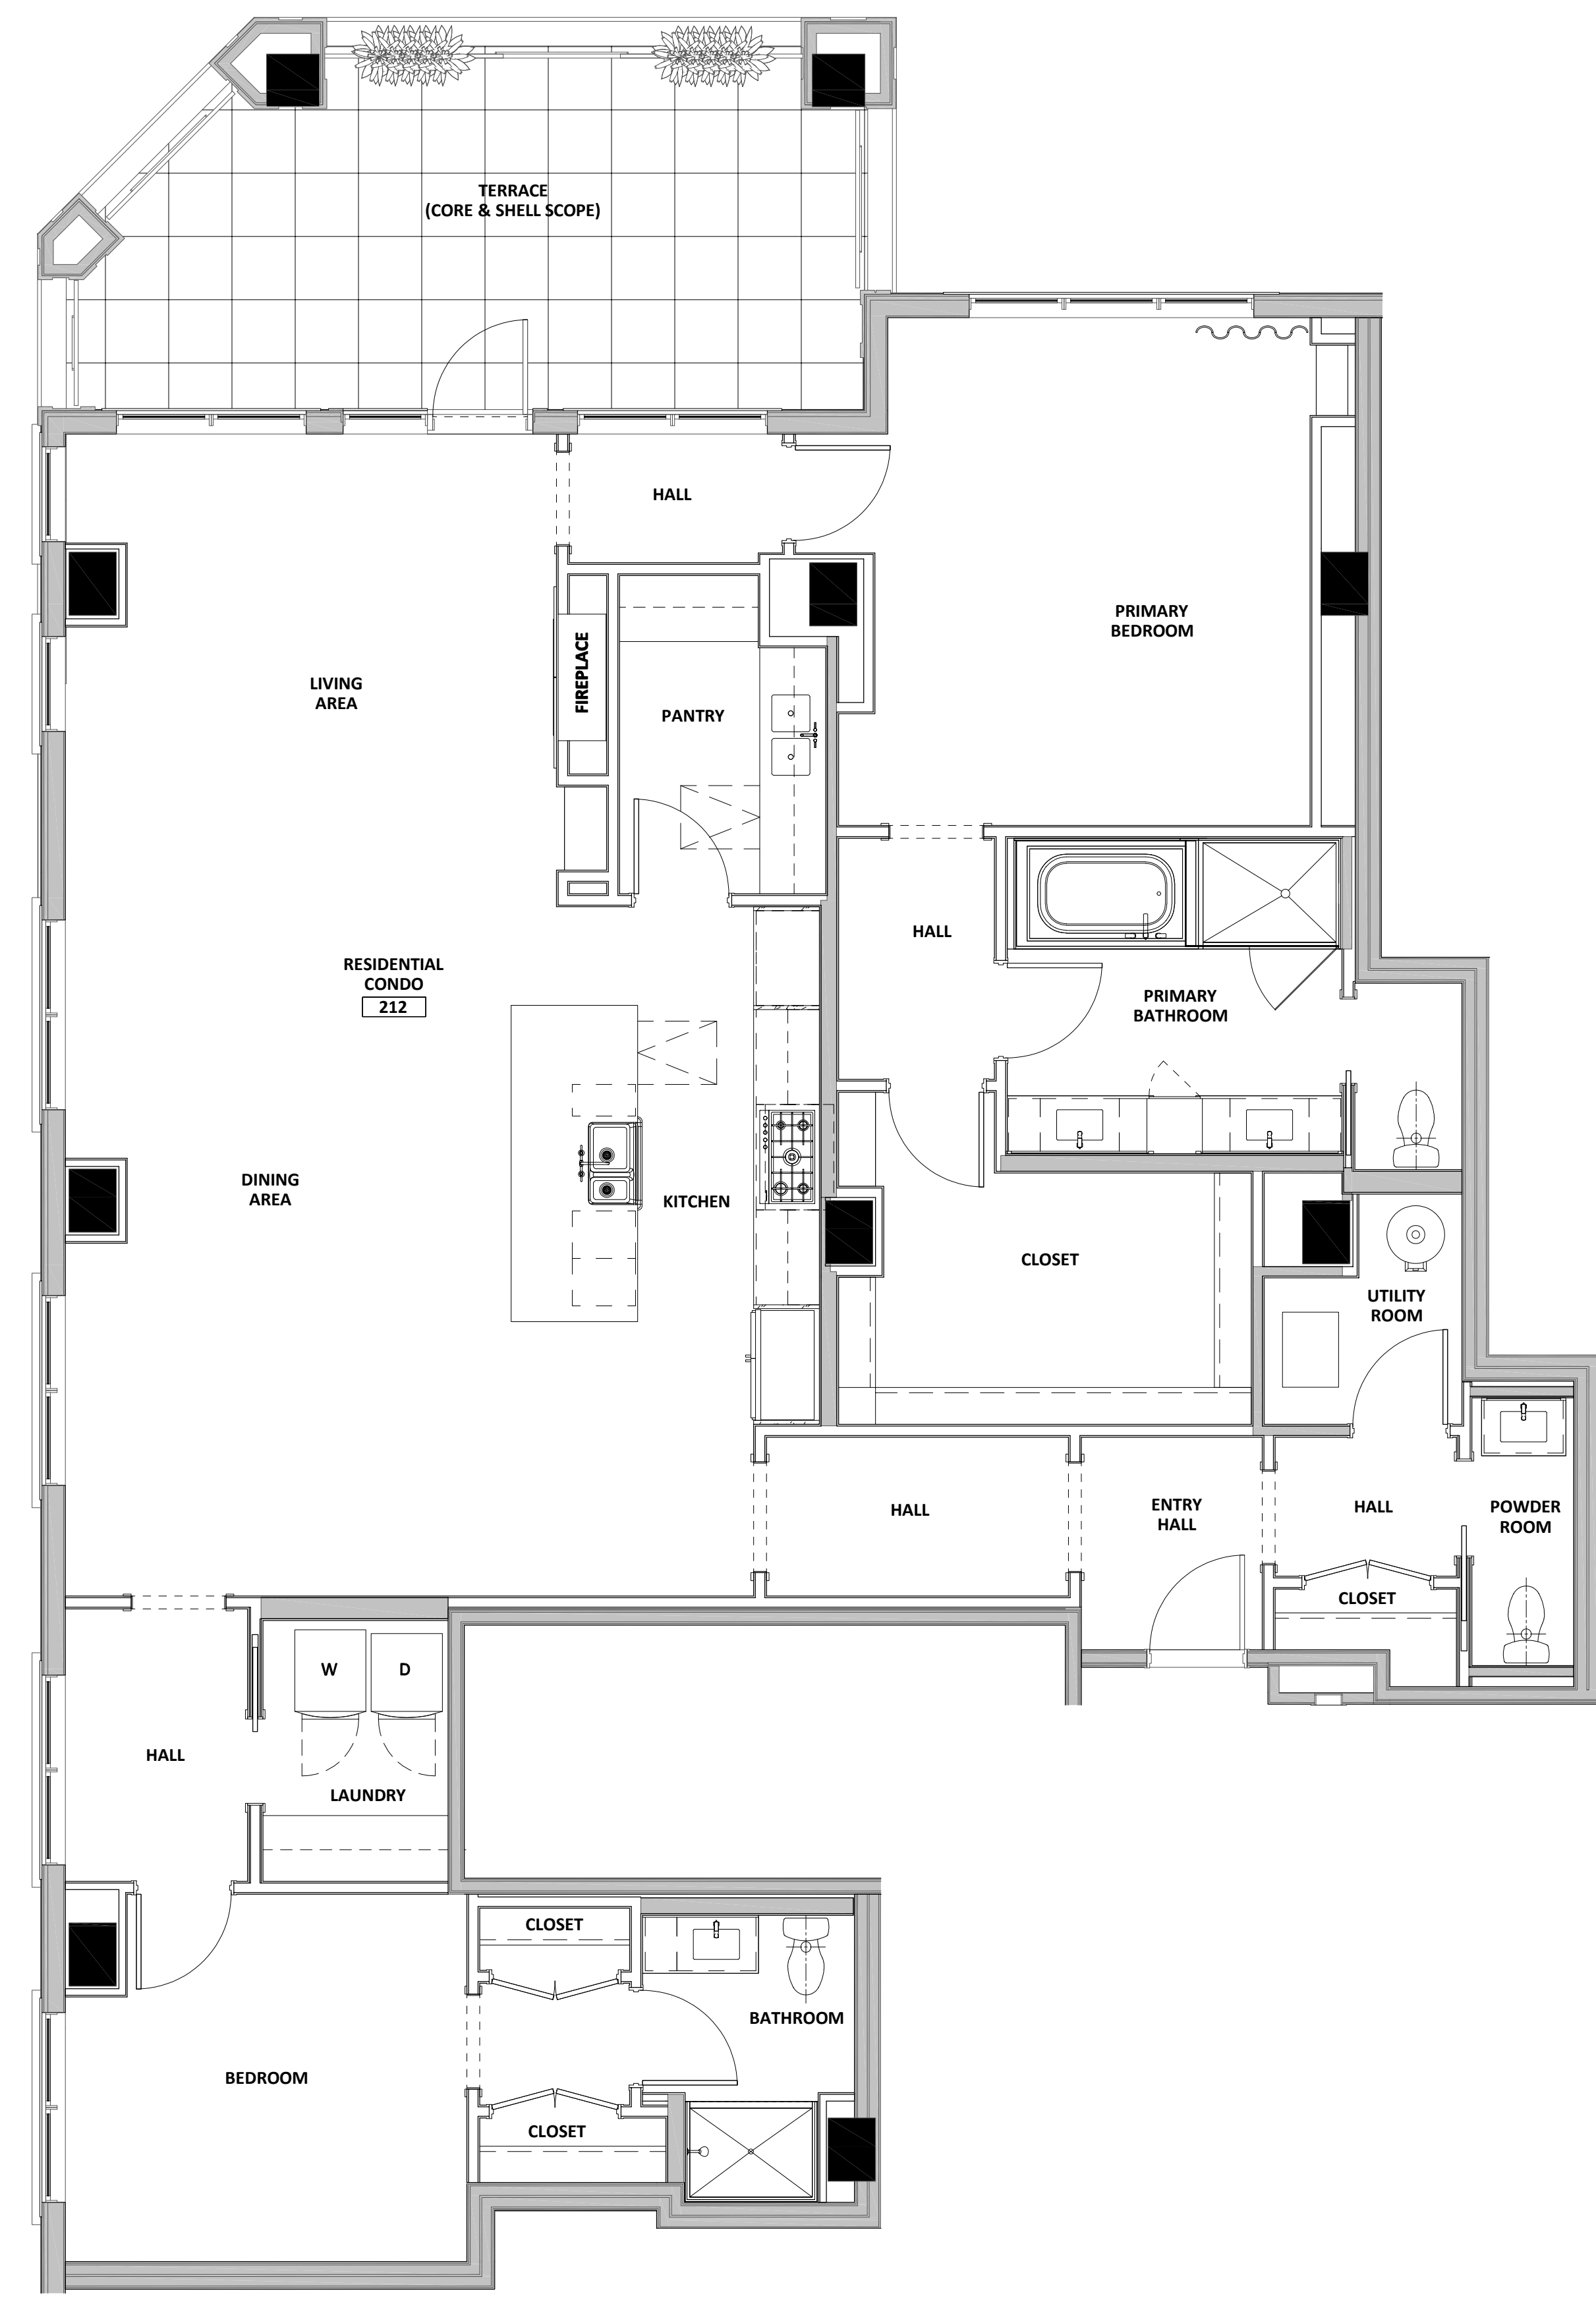 TERRACE
(CORE & SHELL SCOPE)
HALL
PRIMARY
BEDROOM
FIREPLACE
LIVING
AREA
PANTRY
HALL
RESIDENTIAL
CONDO
212
PRIMARY
BATHROOM
DINING
AREA
KITCHEN
CLOSET
UTILITY
ROOM
HALL
ENTRY
HALL
HALL
POWDER
ROOM
CLOSET
W
D
HALL
LAUNDRY
CLOSET
BATHROOM
BEDROOM
CLOSET